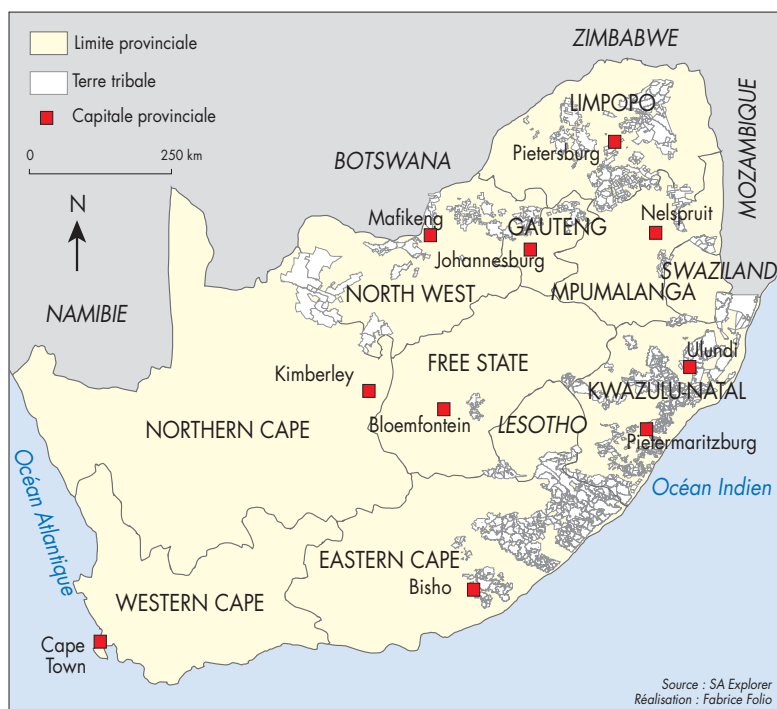 Limite provinciale
Terre tribale
Capitale provinciale
0 250 km
N
ZIMBABWE
MOZAMBIQUE
BOTSWANA
LIMPOPO
Pietersburg
Mafikeng
GAUTENG
Nelspruit
Johannesburg
SWAZILAND
NORTH WEST
MPUMALANGA
NAMIBIE
Ulundi
FREE STATE
Kimberley
KWAZULU-NATAL
Bloemfontein
LESOTHO
NORTHERN CAPE
Pietermaritzburg
Océan Indien
Océan Atlantique
EASTERN CAPE
Bisho
WESTERN CAPE
Cape
Town
Source : SA Explorer
Réalisation : Fabrice Folio